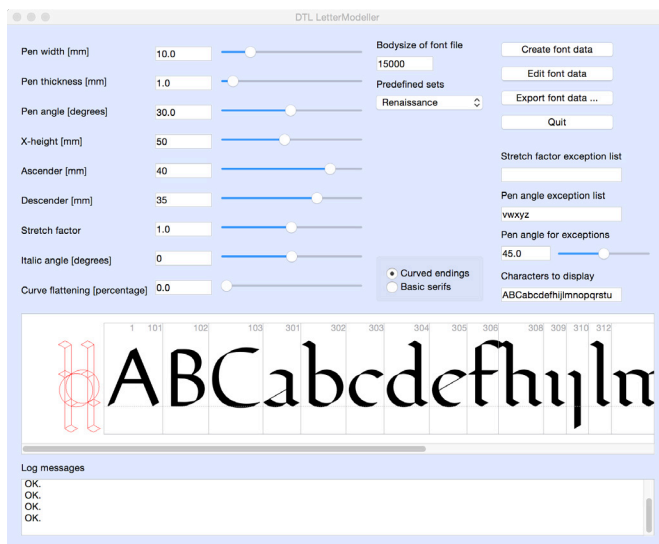 DTL LetterModeller
Pen width [mm] 10.0
Pen thickness [mm] 1.0
Pen angle [degrees] 30.0
X-height [mm] 50
Ascender [mm] 40
Descender [mm] 35
Stretch factor 1.0
Italic angle [degrees] 0
Curve flattening [percentage] 0.0
Bodysize of font file
15000
Predefined sets
Renaissance
Curved endings
Basic serifs
Create font data
Edit font data
Export font data ...
Quit
Stretch factor exception list
Pen angle exception list
vwxyz
Pen angle for exceptions
45.0
Characters to display
ABCabcdefhijlmnopqrstu
1 101 102 103 301 302 303 304 305 306 308 309 310 312
ABCabcdefhıȷlm
Log messages
OK.
OK.
OK.
OK.